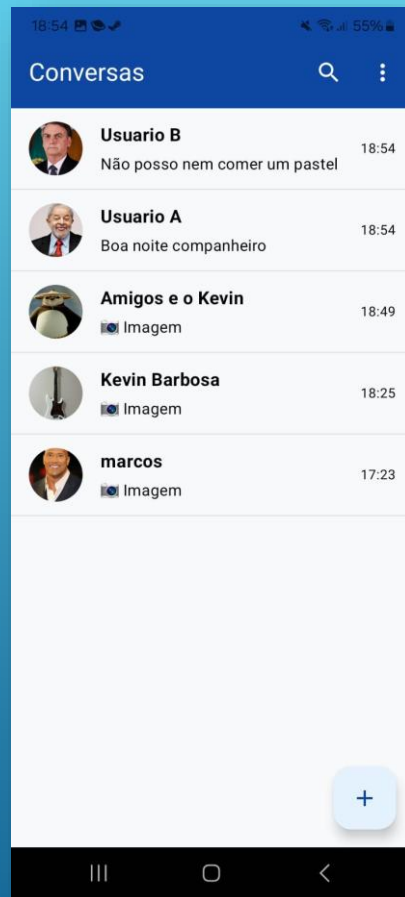 18:54
55%
Conversas
Usuario B
18:54
Não posso nem comer um pastel
Usuario A
18:54
Boa noite companheiro
Amigos e o Kevin
18:49
Imagem
Kevin Barbosa
18:25
Imagem
marcos
17:23
Imagem
+